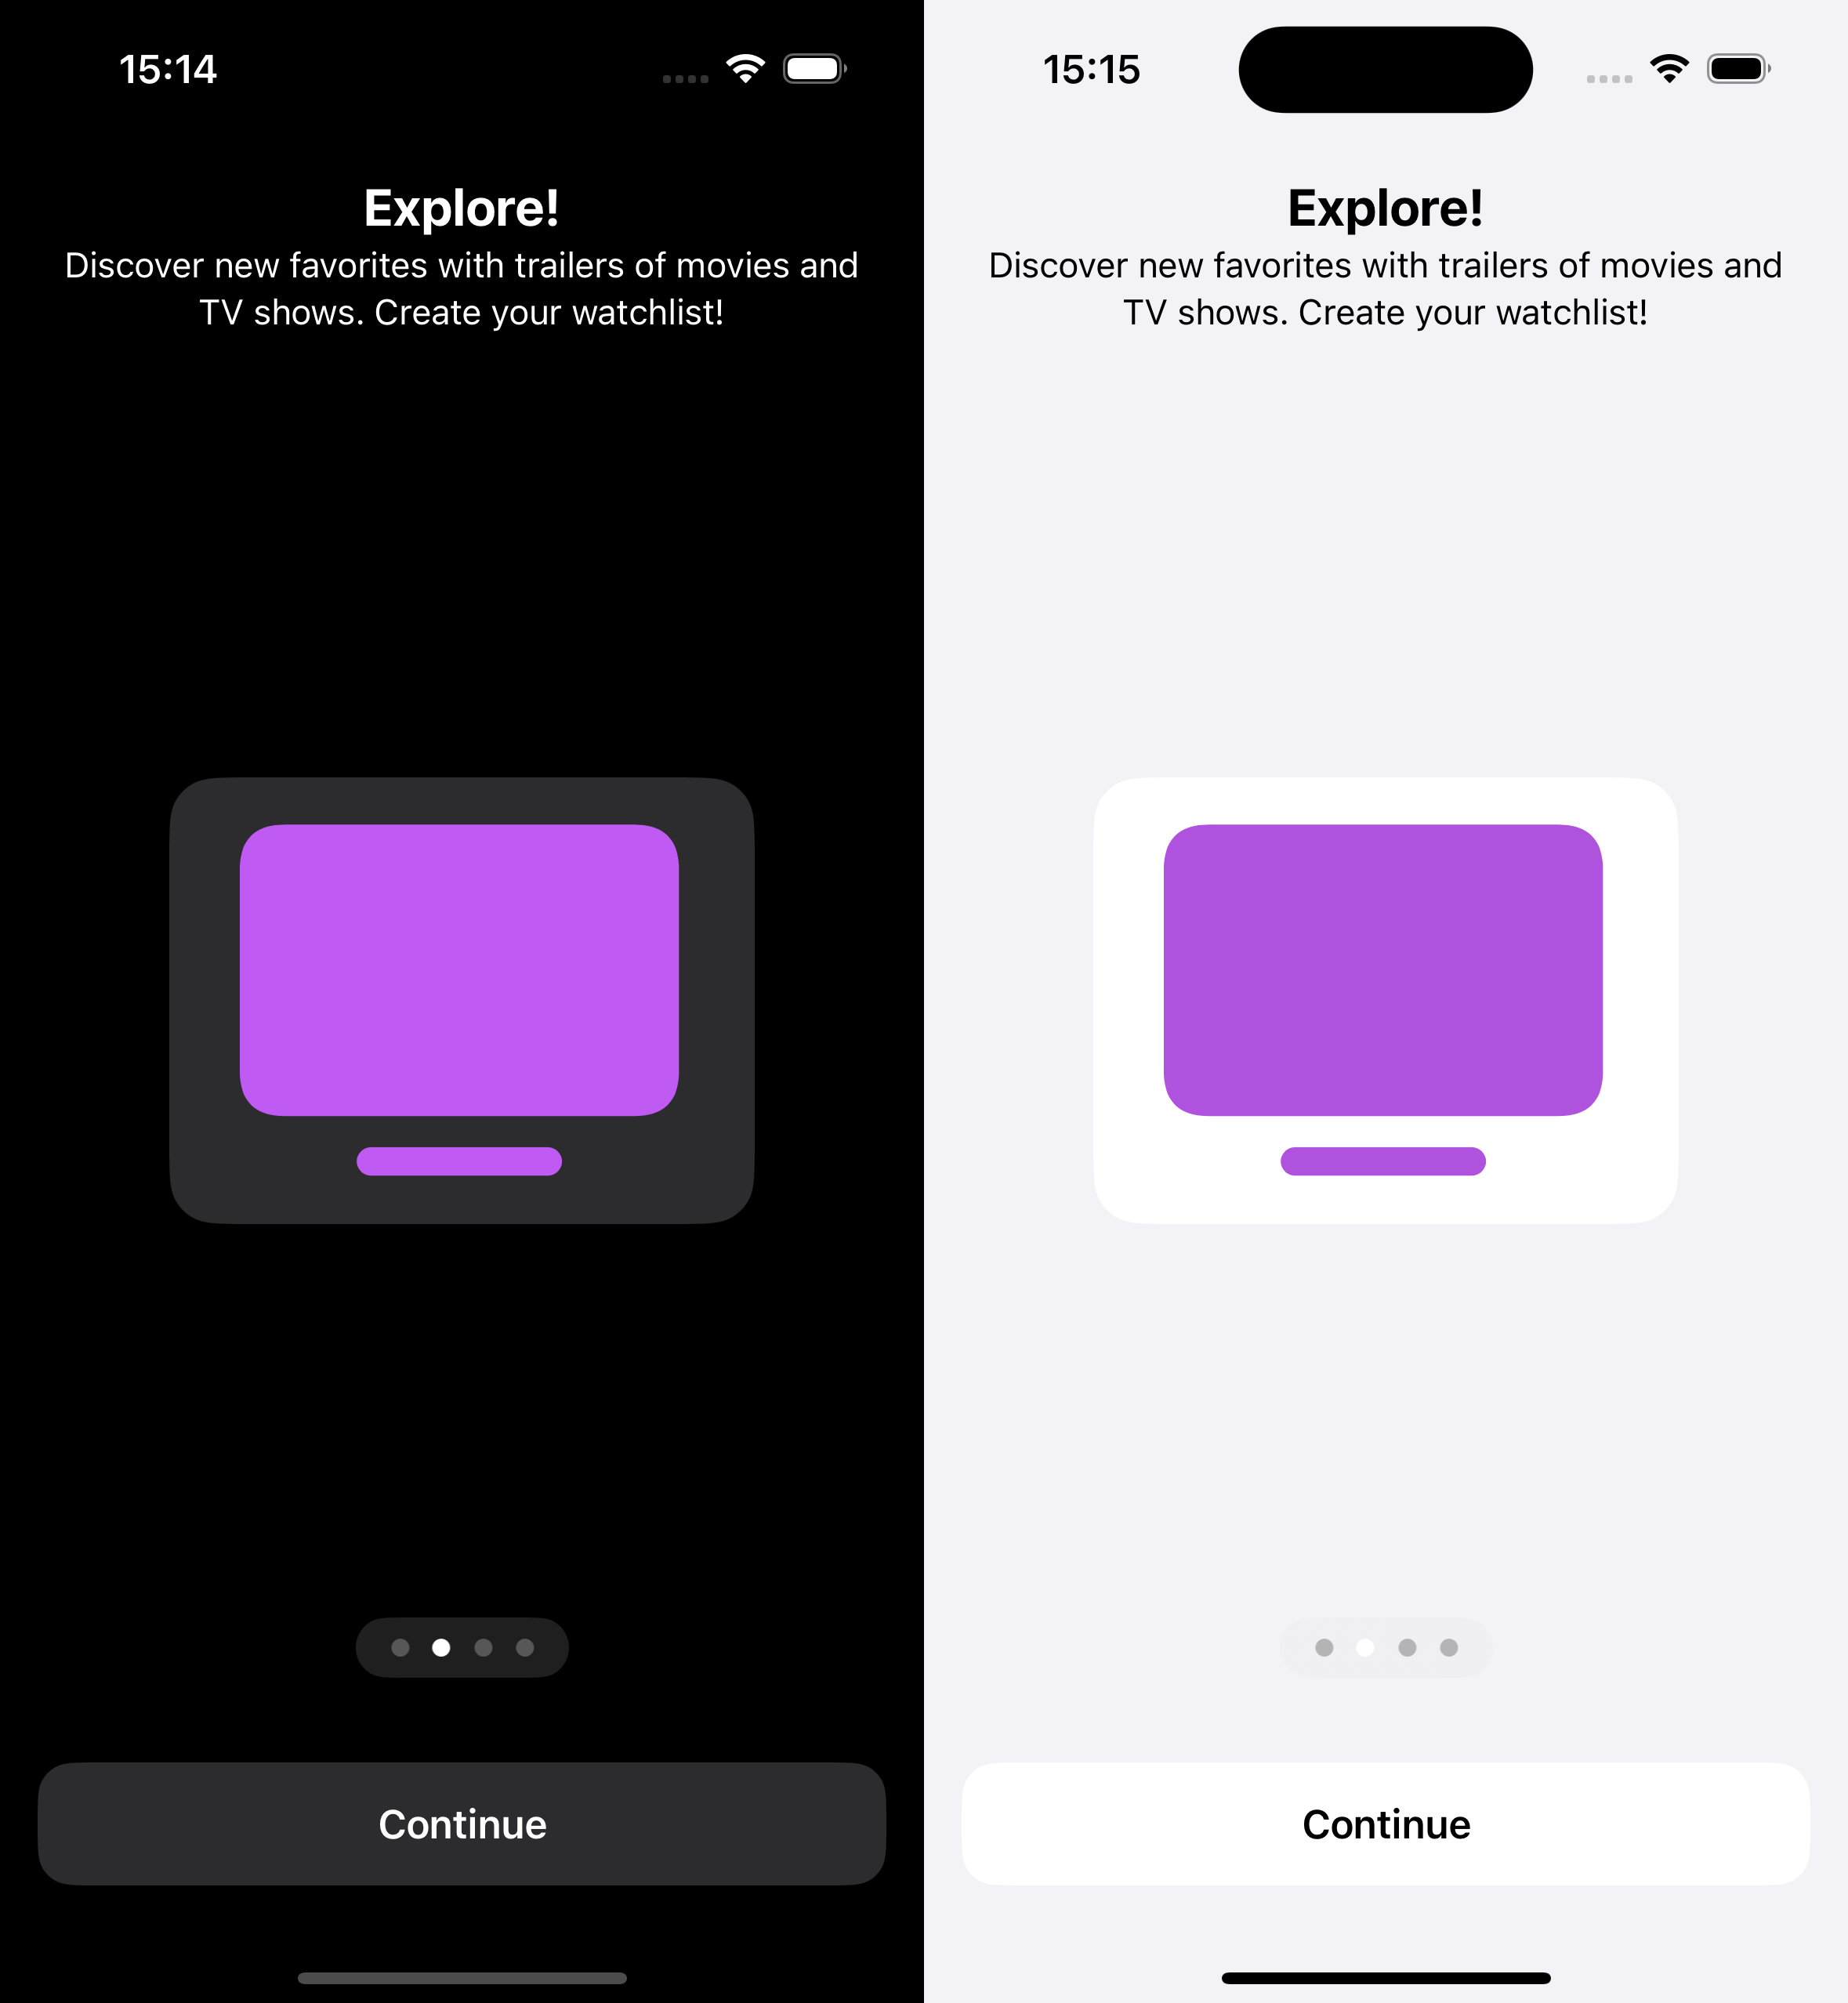 15:14
Explore!
Discover new favorites with trailers of movies and
TV shows. Create your watchlist!
Continue
15:15
Explore!
Discover new favorites with trailers of movies and
TV shows. Create your watchlist!
Continue